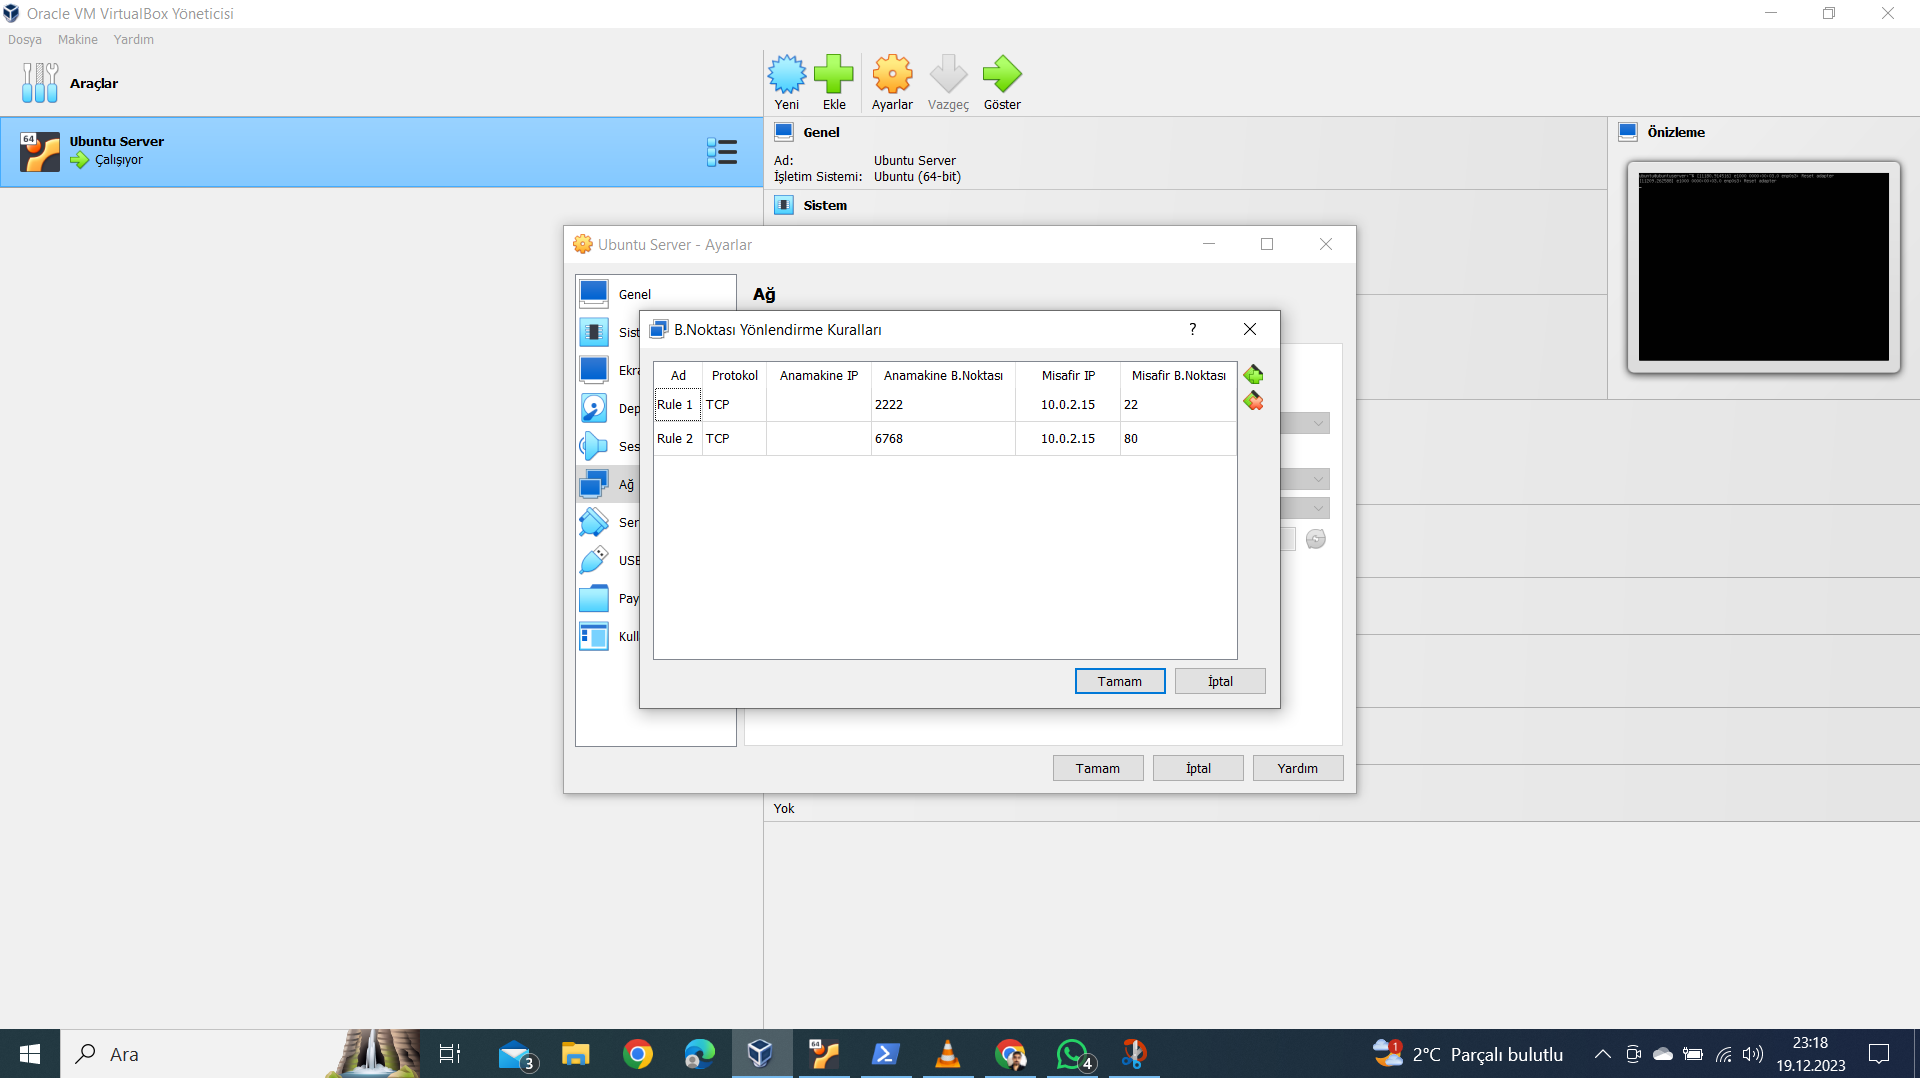 Oracle VM VirtualBox Yöneticisi
Dosya Makine Yardım
Araçlar
Yeni Ekle Ayarlar Vazgeç Göster
64
Ubuntu Server
Çalışıyor
Genel
Ad: Ubuntu Server
İşletim Sistemi: Ubuntu (64-bit)
Sistem
Önizleme
Ubuntu Server - Ayarlar
Genel
Sist
Ekra
Dep
Ses
Ağ
Ser
USE
Pay
Kull
Ağ
B.Noktası Yönlendirme Kuralları
?
Ad Protokol Anamakine IP Anamakine B.Noktası Misafir IP Misafir B.Noktası
Rule 1 TCP 2222 10.0.2.15 22
Rule 2 TCP 6768 10.0.2.15 80
Tamam İptal
Tamam İptal Yardım
Yok
Ara
3
64
4
1
2°C Parçalı bulutlu
23:18
19.12.2023